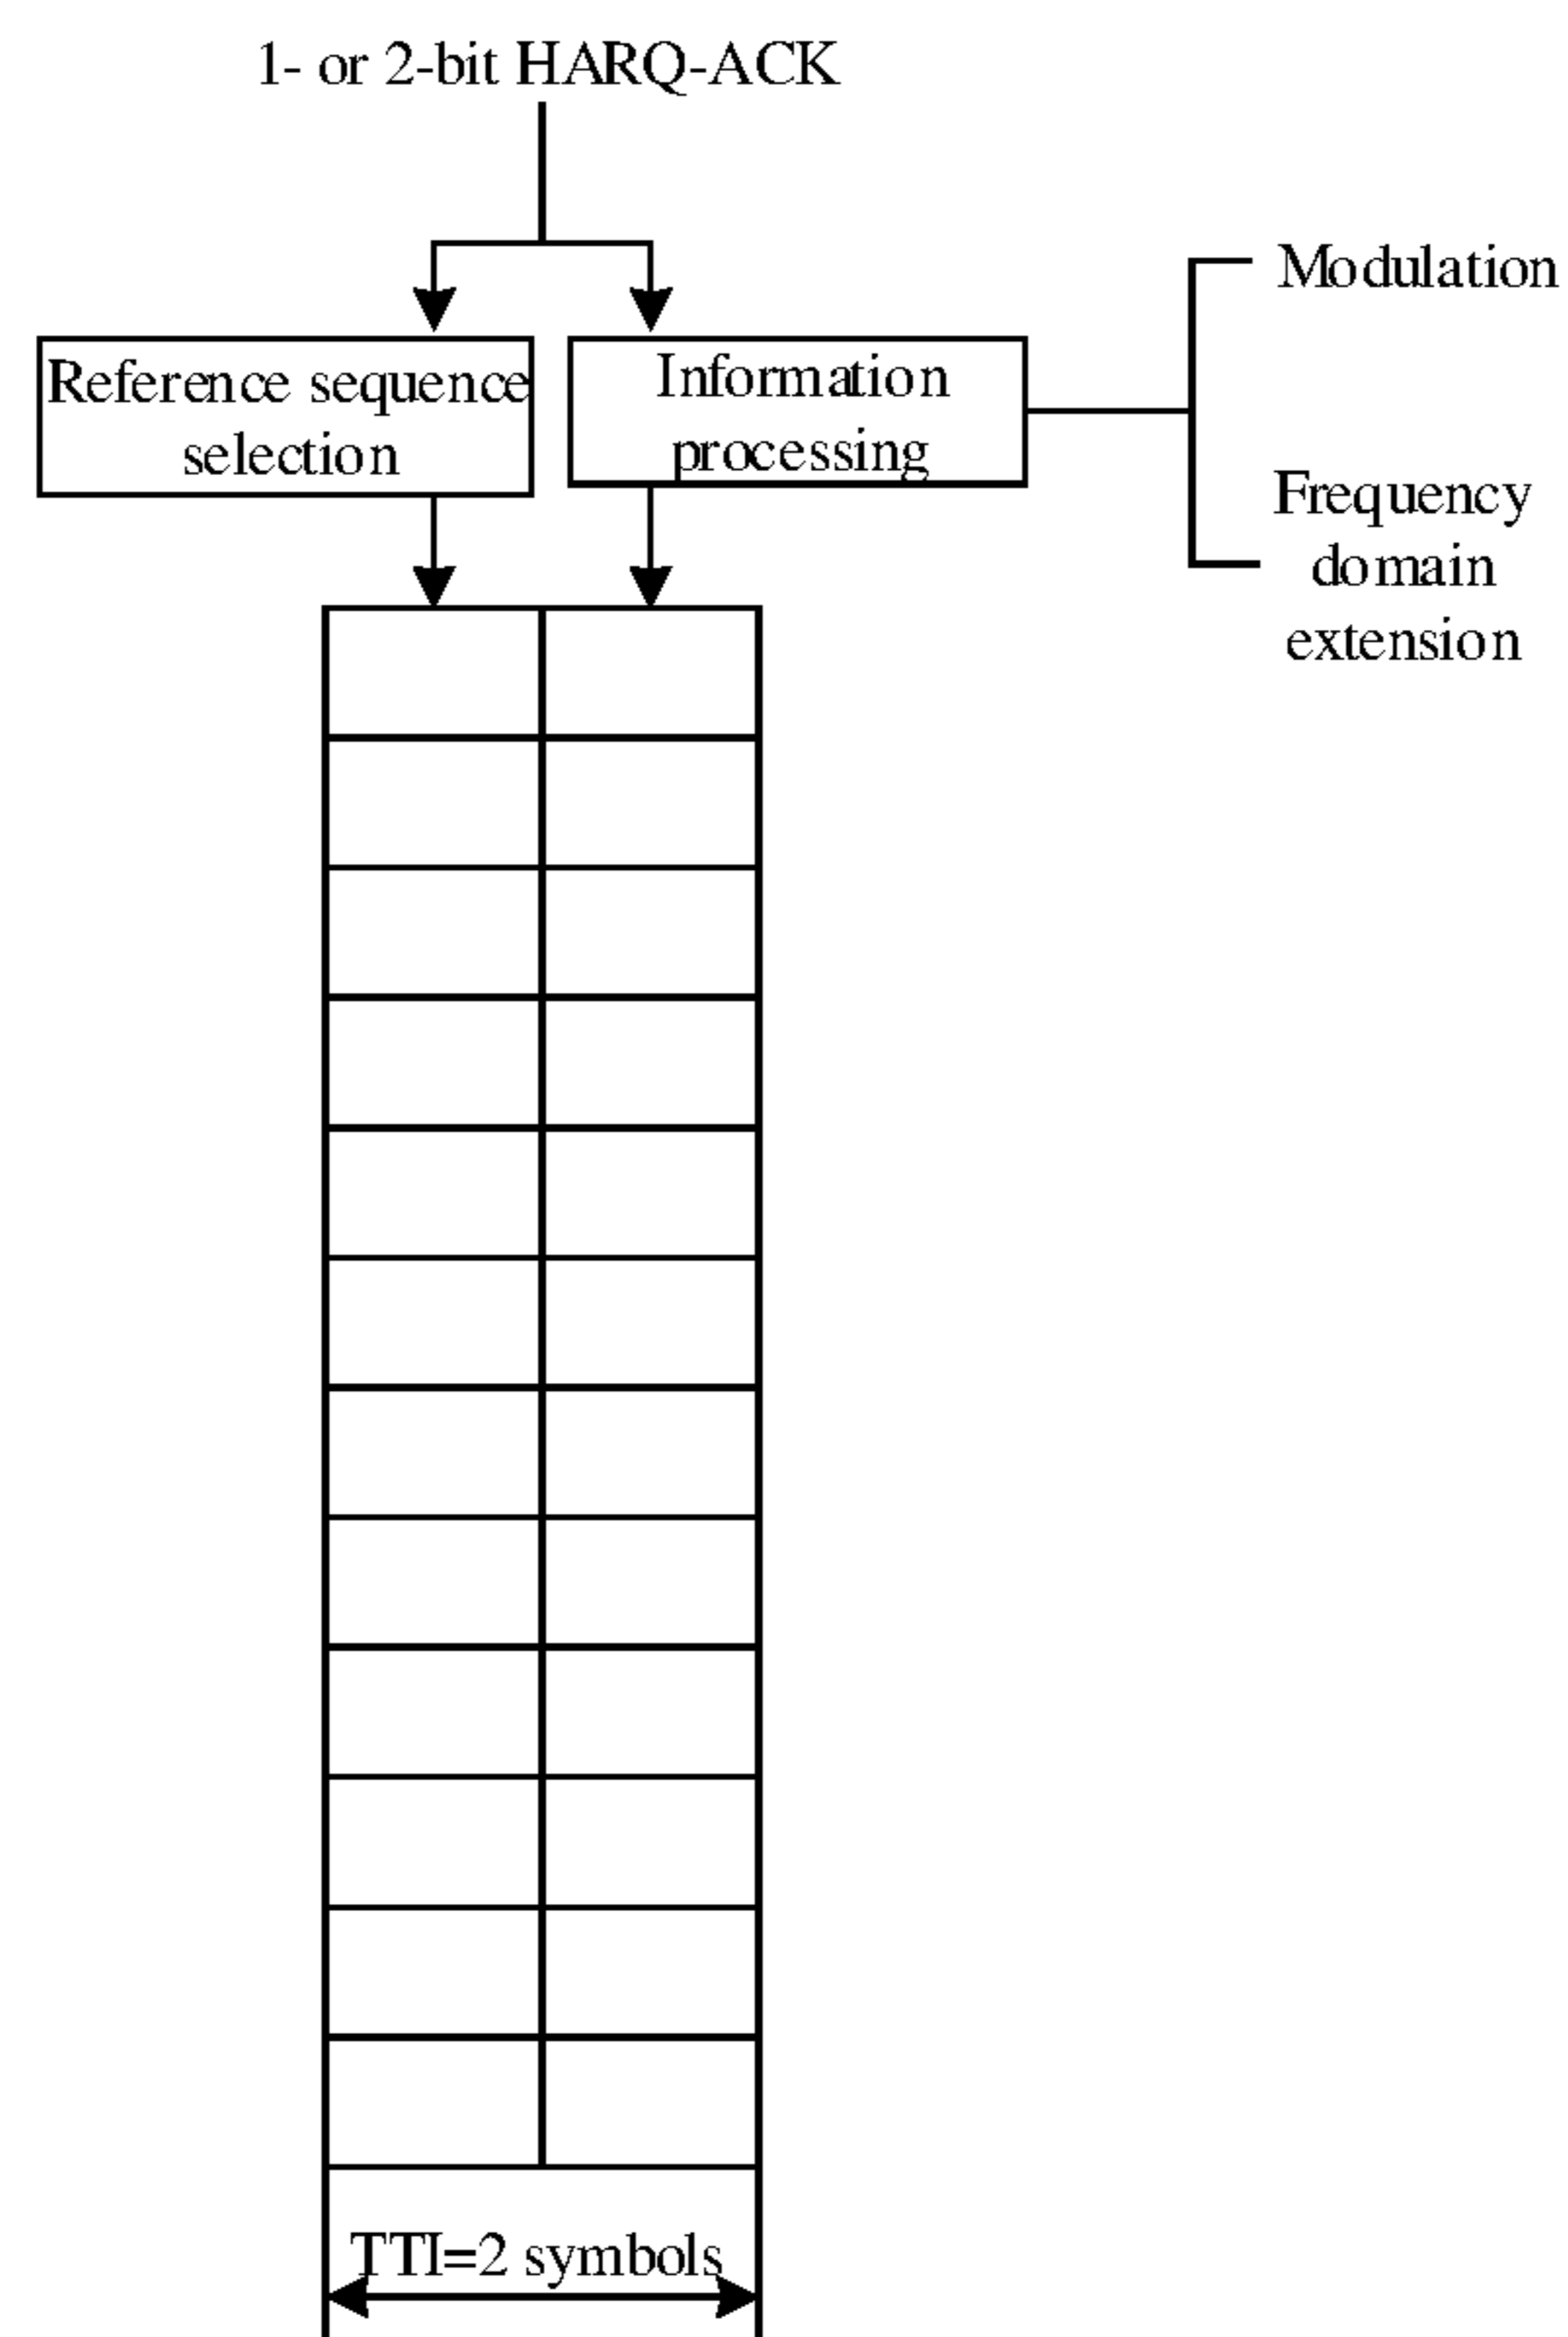 1- or 2-bit HARQ-ACK
Reference sequence
selection
Information
processing
Modulation
Frequency
domain
extension
TTI=2 symbols